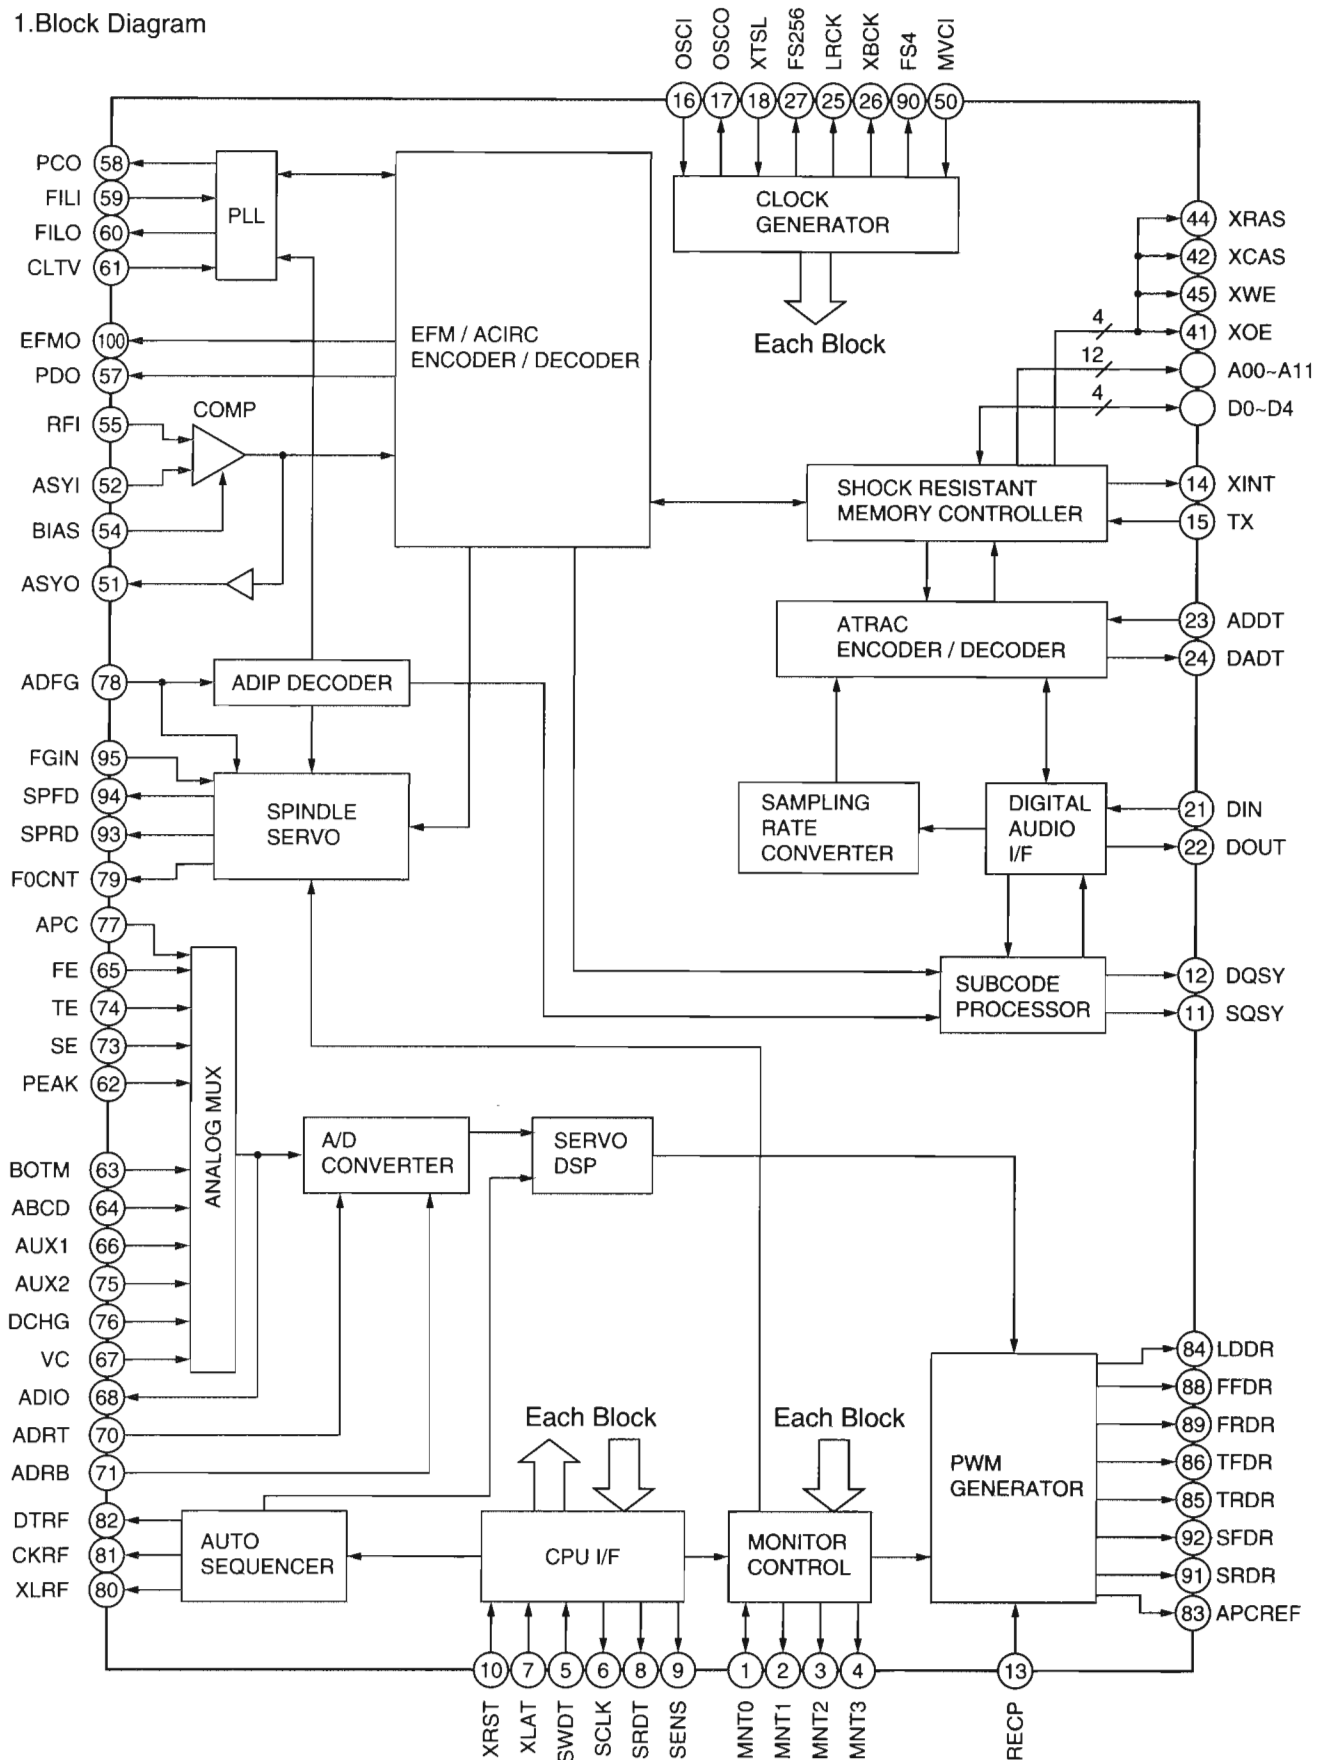 1.Block Diagram
OSCI
OSCO
XTSL
FS256
LRCK
XBCK
FS4
MVCI
16
17
18
27
25
26
90
50
CLOCK
GENERATOR
Each Block
PCO 58
FILI 59
FILO 60
CLTV 61
PLL
EFMO 100
PDO 57
RFI 55
COMP
ASYI 52
BIAS 54
ASYO 51
EFM / ACIRC
ENCODER / DECODER
44 XRAS
42 XCAS
45 XWE
4
41 XOE
12
A00~A11
4
D0~D4
SHOCK RESISTANT
MEMORY CONTROLLER
14 XINT
15 TX
ATRAC
ENCODER / DECODER
23 ADDT
24 DADT
ADFG 78
ADIP DECODER
FGIN 95
SPFD 94
SPRD 93
F0CNT 79
SPINDLE
SERVO
SAMPLING
RATE
CONVERTER
DIGITAL
AUDIO
I/F
21 DIN
22 DOUT
SUBCODE
PROCESSOR
12 DQSY
11 SQSY
APC 77
FE 65
TE 74
SE 73
PEAK 62
BOTM 63
ABCD 64
AUX1 66
AUX2 75
DCHG 76
VC 67
ADIO 68
ADRT 70
ADRB 71
ANALOG MUX
A/D
CONVERTER
SERVO
DSP
DTRF 82
CKRF 81
XLRF 80
AUTO
SEQUENCER
Each Block
CPU I/F
Each Block
MONITOR
CONTROL
PWM
GENERATOR
84 LDDR
88 FFDR
89 FRDR
86 TFDR
85 TRDR
92 SFDR
91 SRDR
83 APCREF
10
7
5
6
8
9
1
2
3
4
13
XRST
XLAT
SWDT
SCLK
SRDT
SENS
MNT0
MNT1
MNT2
MNT3
RECP